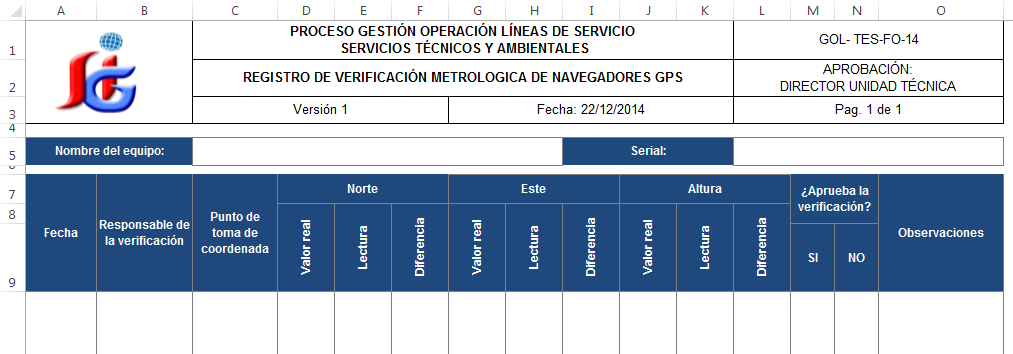 A B C D E F G H I J K L M N O
1
PROCESO GESTIÓN OPERACIÓN LÍNEAS DE SERVICIO
SERVICIOS TÉCNICOS Y AMBIENTALES
GOL- TES-FO-14
2
REGISTRO DE VERIFICACIÓN METROLOGICA DE NAVEGADORES GPS
APROBACIÓN:
DIRECTOR UNIDAD TÉCNICA
3
Versión 1
Fecha: 22/12/2014
Pag. 1 de 1
4
5
Nombre del equipo:
Serial:
7
Norte
Este
Altura
¿Aprueba la
verificación?
8
Fecha
Responsable de
la verificación
Punto de
toma de
coordenada
Valor real
Lectura
Diferencia
Valor real
Lectura
Diferencia
Valor real
Lectura
Diferencia
SI
NO
Observaciones
9